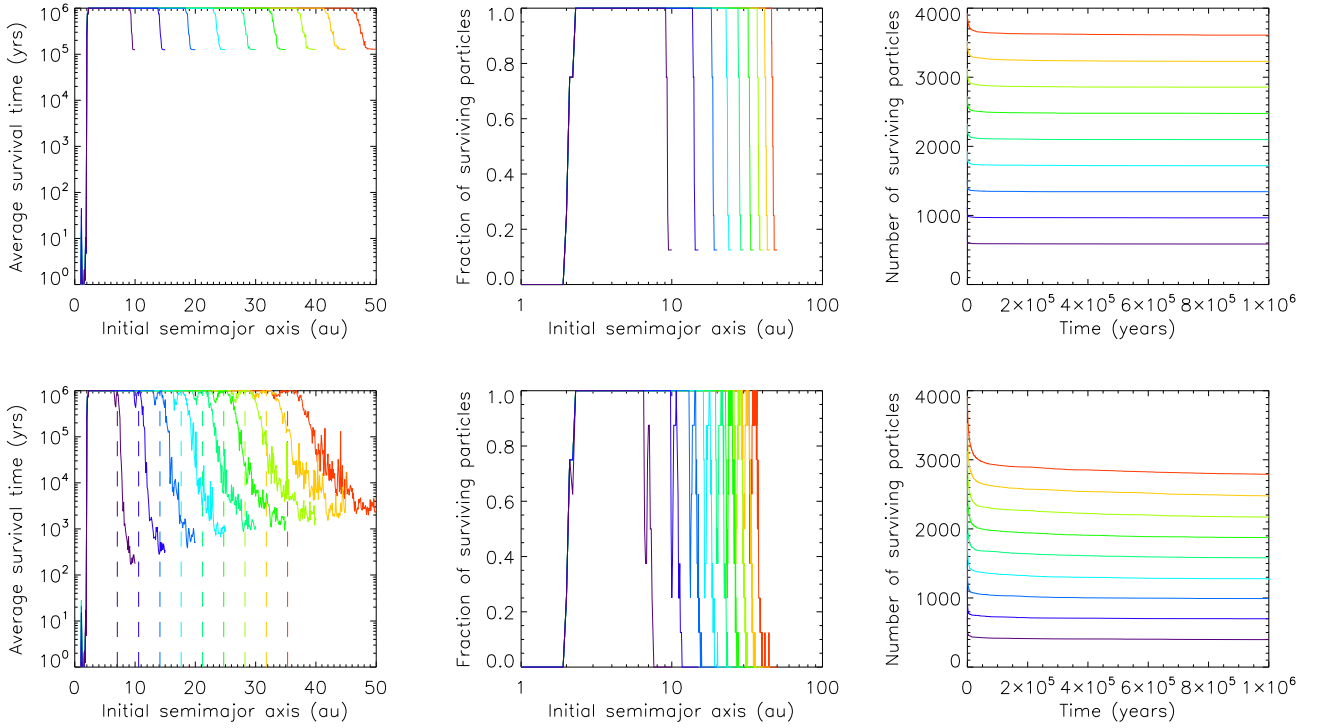 Average survival time (yrs)
10⁶
10⁵
10⁴
10³
10²
10¹
10⁰
0 10 20 30 40 50
Initial semimajor axis (au)
Fraction of surviving particles
1.0
0.8
0.6
0.4
0.2
0.0
1 10 100
Initial semimajor axis (au)
Number of surviving particles
4000
3000
2000
1000
0
0 2×10⁵ 4×10⁵ 6×10⁵ 8×10⁵ 1×10⁶
Time (years)
Average survival time (yrs)
10⁶
10⁵
10⁴
10³
10²
10¹
10⁰
0 10 20 30 40 50
Initial semimajor axis (au)
Fraction of surviving particles
1.0
0.8
0.6
0.4
0.2
0.0
1 10 100
Initial semimajor axis (au)
Number of surviving particles
4000
3000
2000
1000
0
0 2×10⁵ 4×10⁵ 6×10⁵ 8×10⁵ 1×10⁶
Time (years)